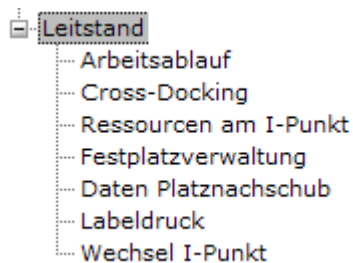 Leitstand
Arbeitsablauf
Cross-Docking
Ressourcen am I-Punkt
Festplatzverwaltung
Daten Platznachschub
Labeldruck
Wechsel I-Punkt